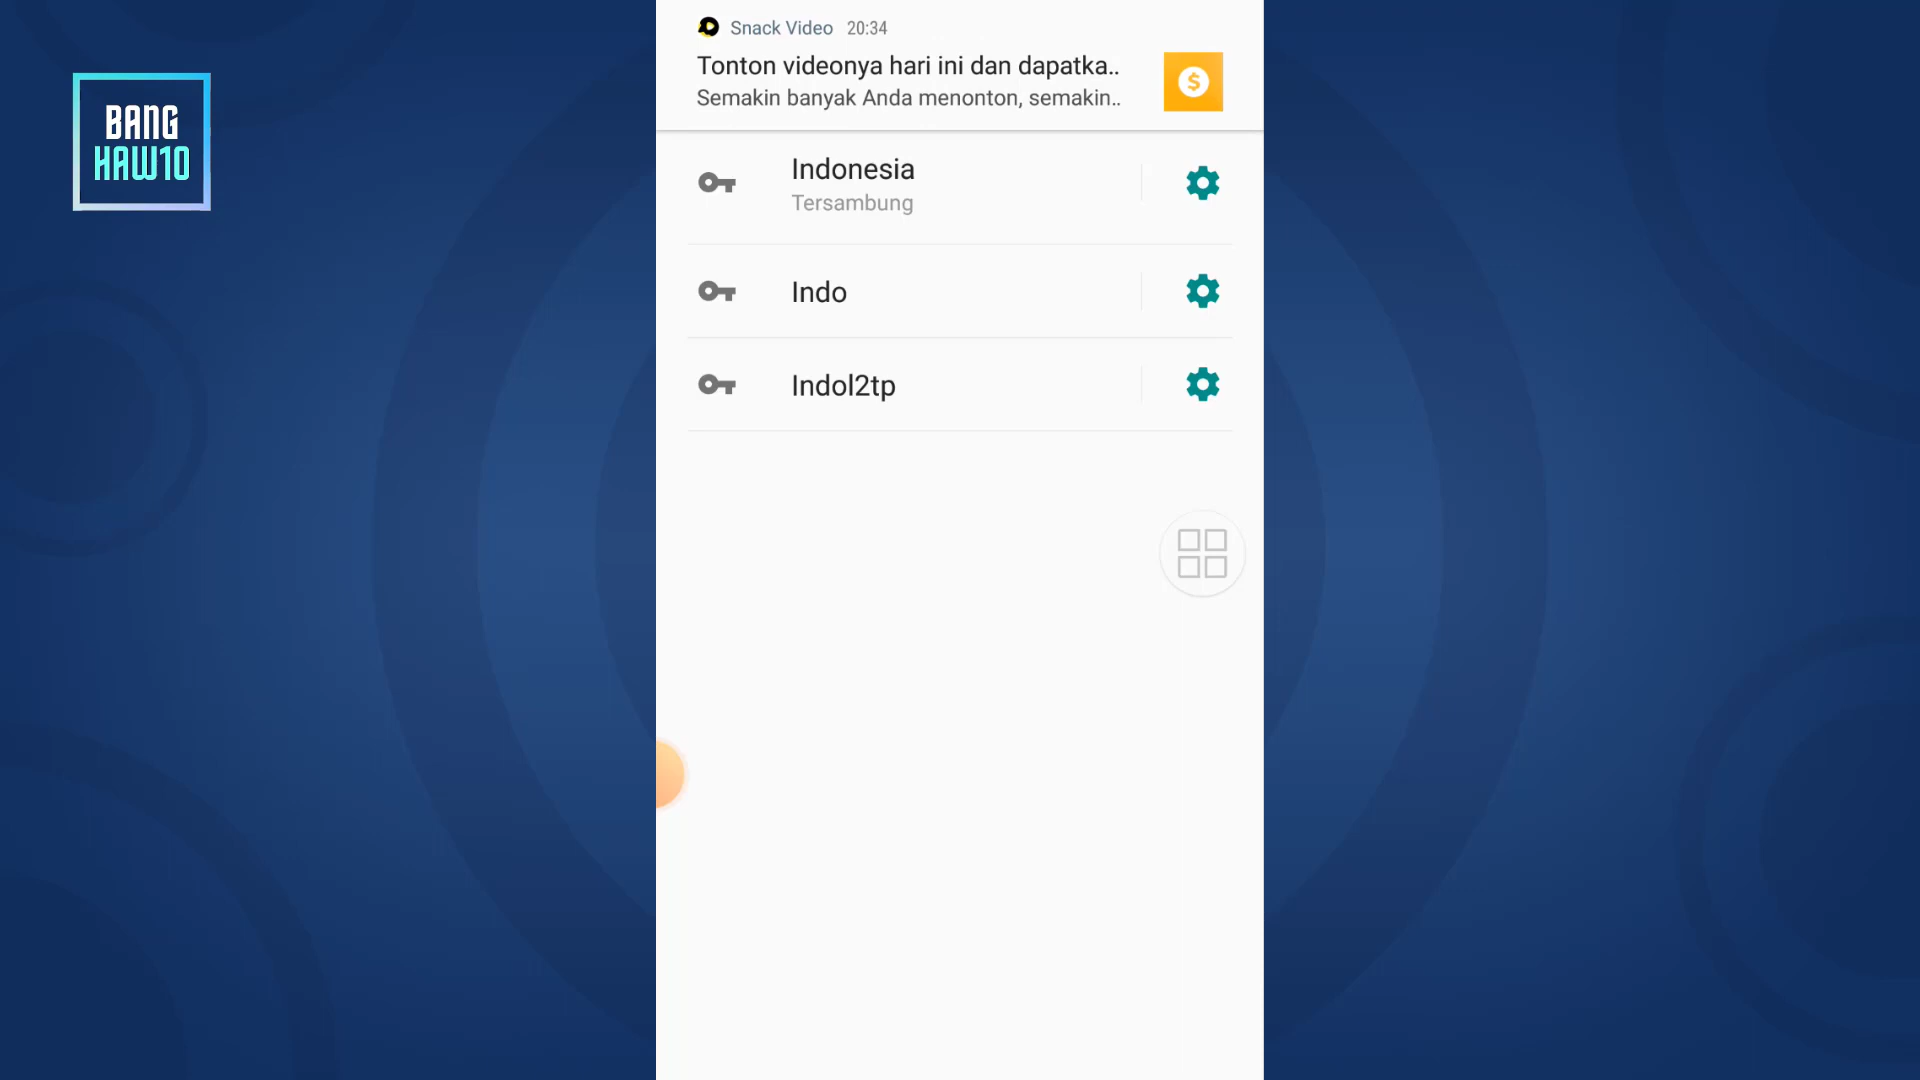 BANG
HAW10
Snack Video 20:34
Tonton videonya hari ini dan dapatka..
Semakin banyak Anda menonton, semakin..
$
Indonesia
Tersambung
Indo
Indol2tp